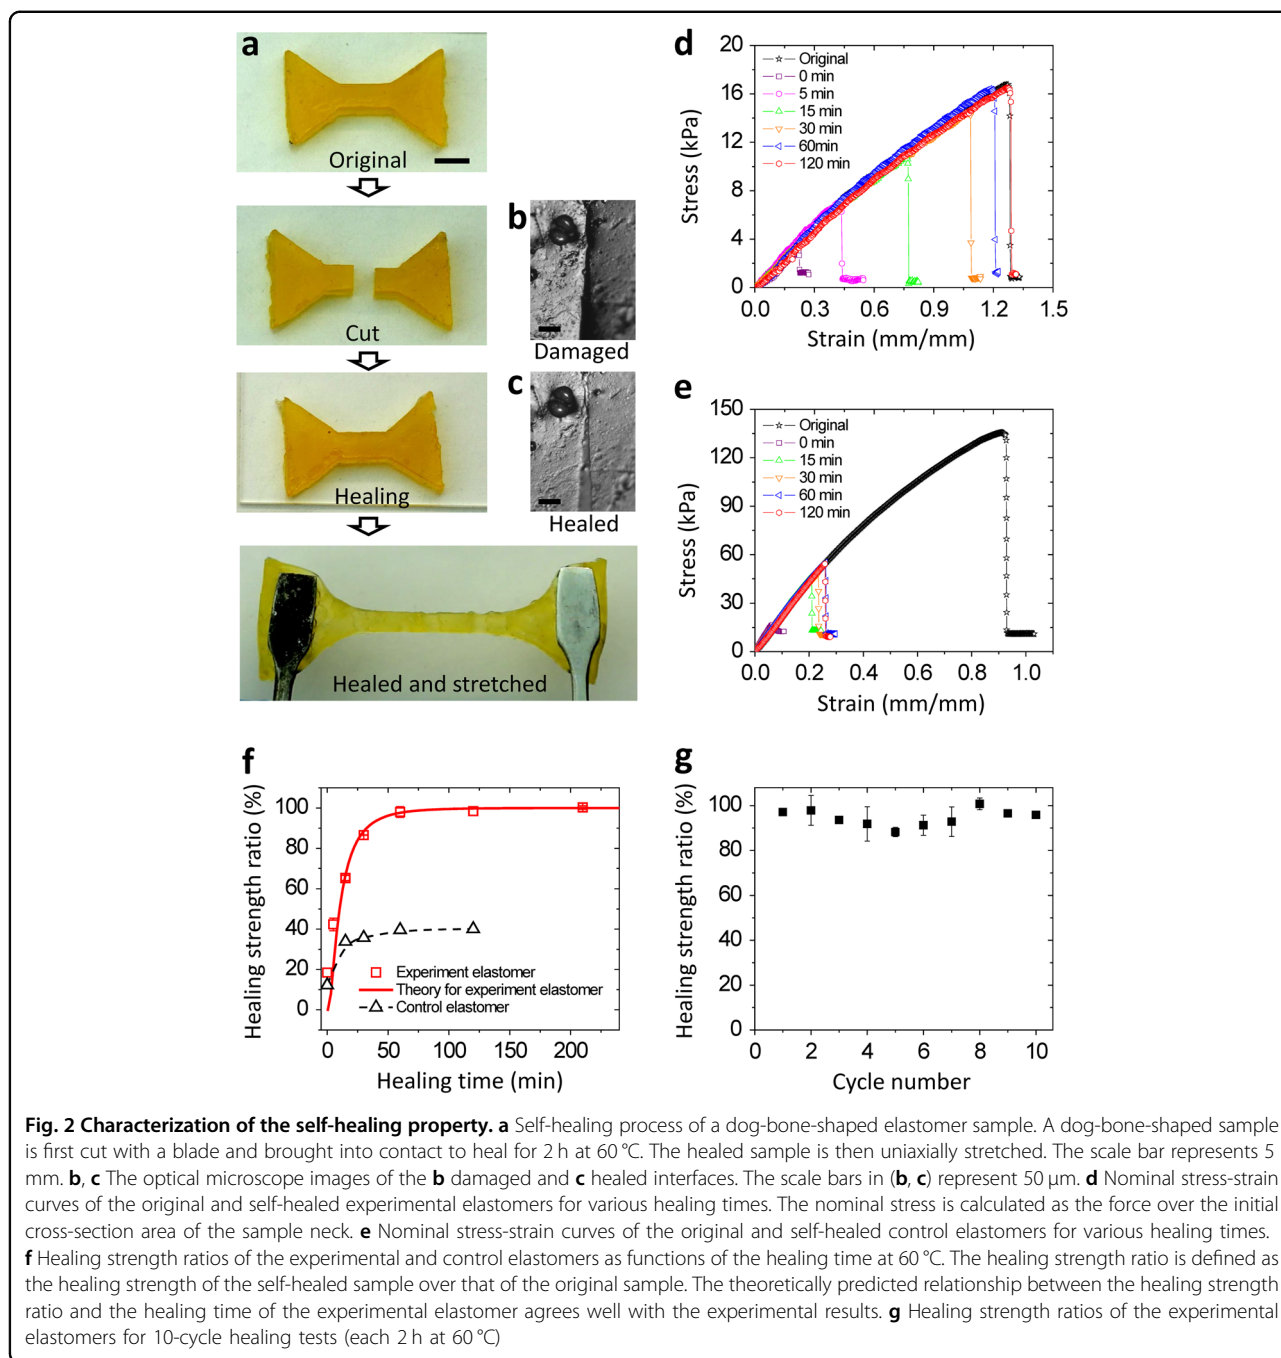 a
Original
Cut
Healing
Healed and stretched
b
Damaged
c
Healed
d
Stress (kPa)
20
16
12
8
4
0
Original
0 min
5 min
15 min
30 min
60min
120 min
0.0 0.3 0.6 0.9 1.2 1.5
Strain (mm/mm)
e
Stress (kPa)
150
120
90
60
30
0
Original
0 min
15 min
30 min
60 min
120 min
0.0 0.2 0.4 0.6 0.8 1.0
Strain (mm/mm)
f
Healing strength ratio (%)
100
80
60
40
20
0
Experiment elastomer
Theory for experiment elastomer
Control elastomer
0 50 100 150 200
Healing time (min)
g
Healing strength ratio (%)
100
80
60
40
20
0
0 2 4 6 8 10
Cycle number
Fig. 2 Characterization of the self-healing property. a Self-healing process of a dog-bone-shaped elastomer sample. A dog-bone-shaped sample
is first cut with a blade and brought into contact to heal for 2 h at 60 °C. The healed sample is then uniaxially stretched. The scale bar represents 5
mm. b, c The optical microscope images of the b damaged and c healed interfaces. The scale bars in (b, c) represent 50 μm. d Nominal stress-strain
curves of the original and self-healed experimental elastomers for various healing times. The nominal stress is calculated as the force over the initial
cross-section area of the sample neck. e Nominal stress-strain curves of the original and self-healed control elastomers for various healing times.
f Healing strength ratios of the experimental and control elastomers as functions of the healing time at 60 °C. The healing strength ratio is defined as
the healing strength of the self-healed sample over that of the original sample. The theoretically predicted relationship between the healing strength
ratio and the healing time of the experimental elastomer agrees well with the experimental results. g Healing strength ratios of the experimental
elastomers for 10-cycle healing tests (each 2 h at 60 °C)